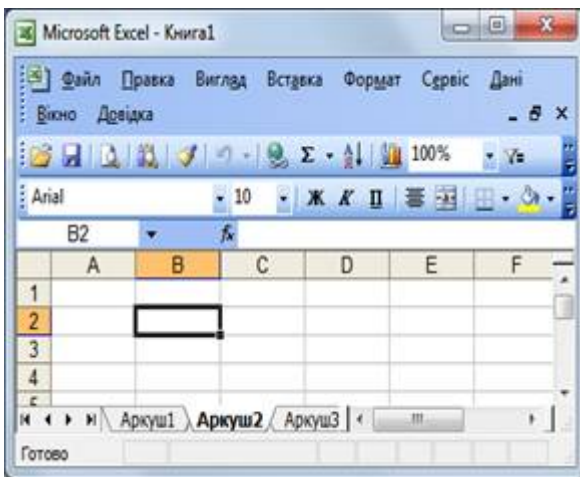 Microsoft Excel - Книга1
Файл Правка Вигляд Вставка Формат Сервіс Дані
Вікно Довідка
Σ 100%
Arial 10 Ж К П
B2 fx
A B C D E F
1
2
3
4
5
Аркуш1 Аркуш2 Аркуш3
Готово